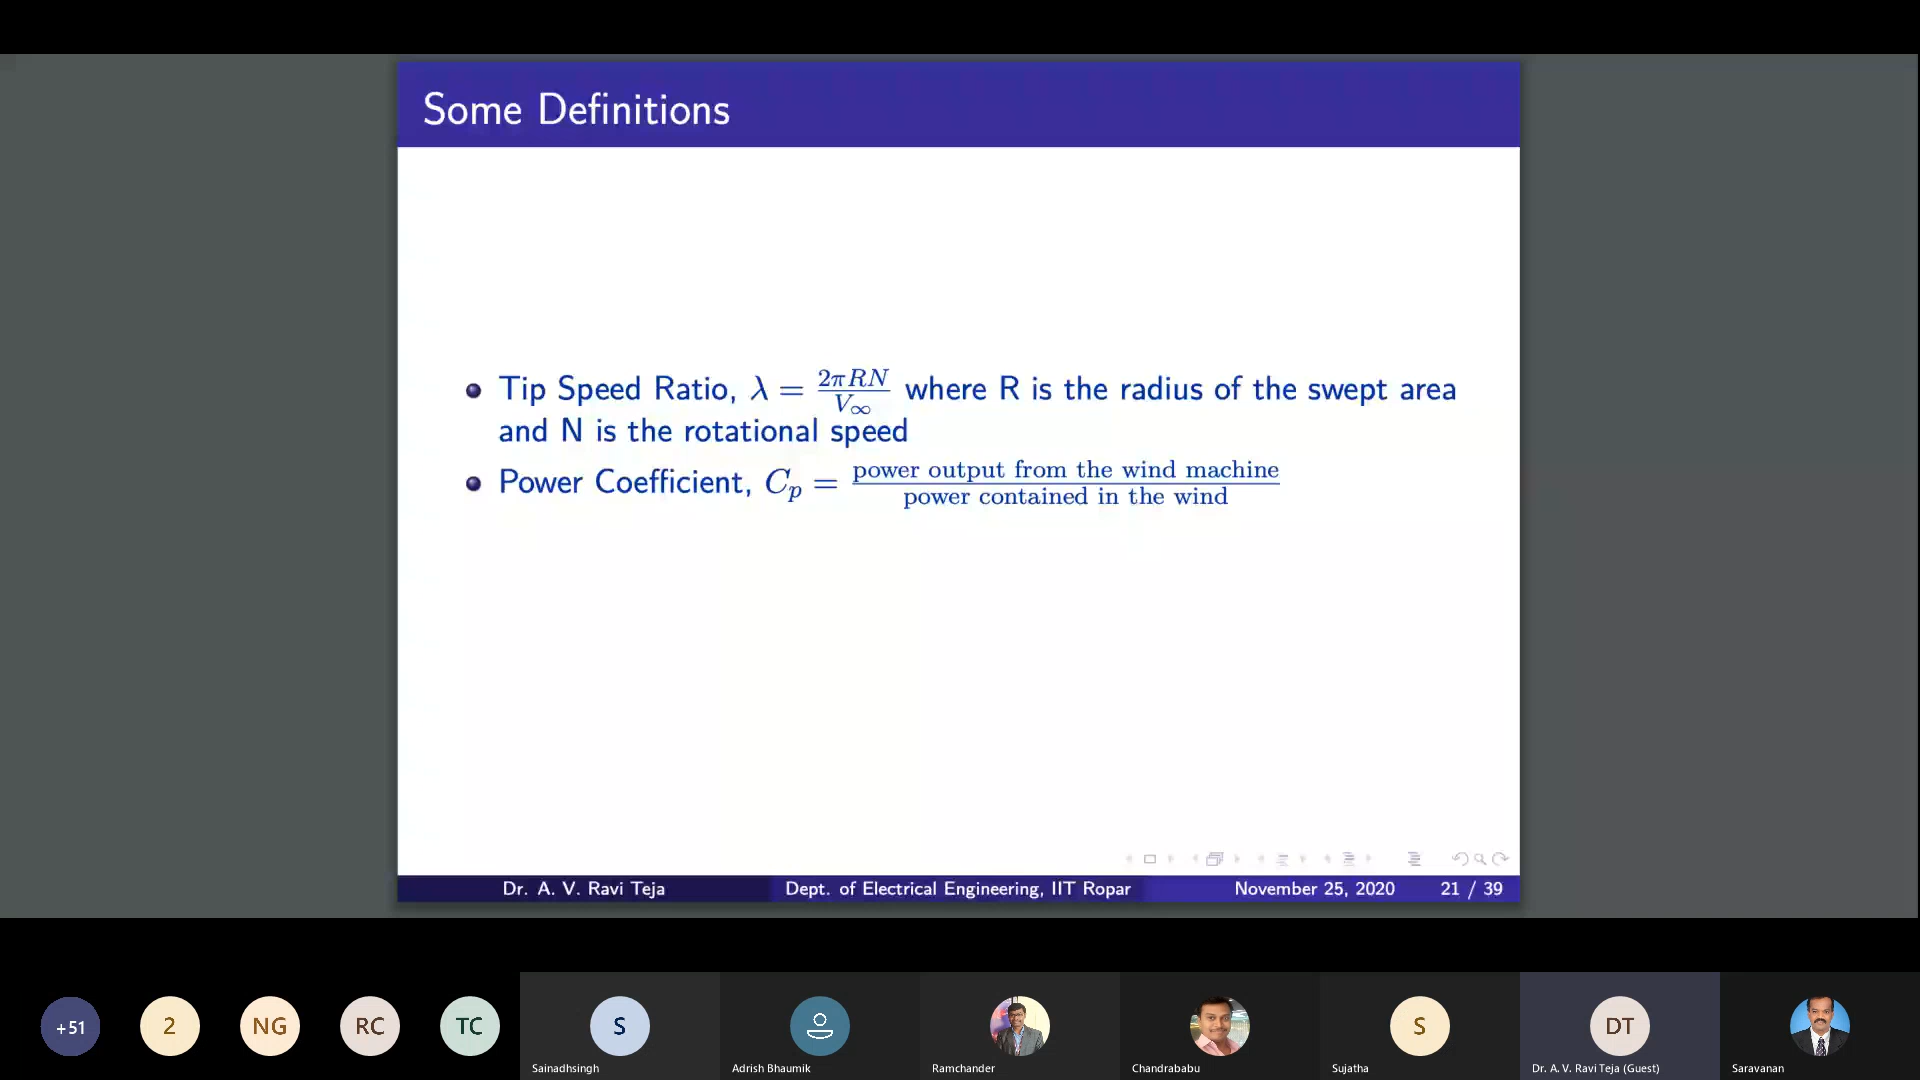 Some Definitions
Tip Speed Ratio, λ = 2πRN / V∞ where R is the radius of the swept area
and N is the rotational speed
Power Coefficient, Cp = power output from the wind machine / power contained in the wind
Dr. A. V. Ravi Teja Dept. of Electrical Engineering, IIT Ropar November 25, 2020 21 / 39
+51 2 NG RC TC S S DT
Sainadhsingh Adrish Bhaumik Ramchander Chandrababu Sujatha Dr. A. V. Ravi Teja (Guest) Saravanan